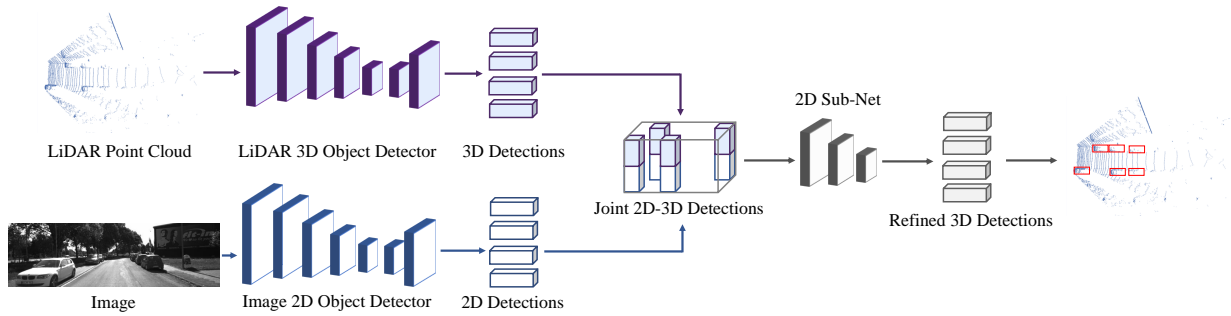 2D Sub-Net
LiDAR Point Cloud
LiDAR 3D Object Detector
3D Detections
Joint 2D-3D Detections
Refined 3D Detections
Image
Image 2D Object Detector
2D Detections